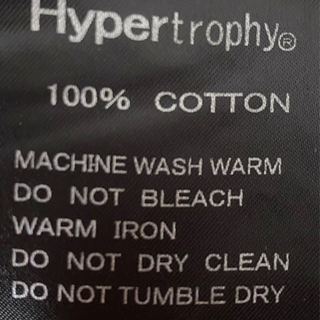 Hypertrophy®
100% COTTON
MACHINE WASH WARM
DO NOT BLEACH
WARM IRON
DO NOT DRY CLEAN
DO NOT TUMBLE DRY